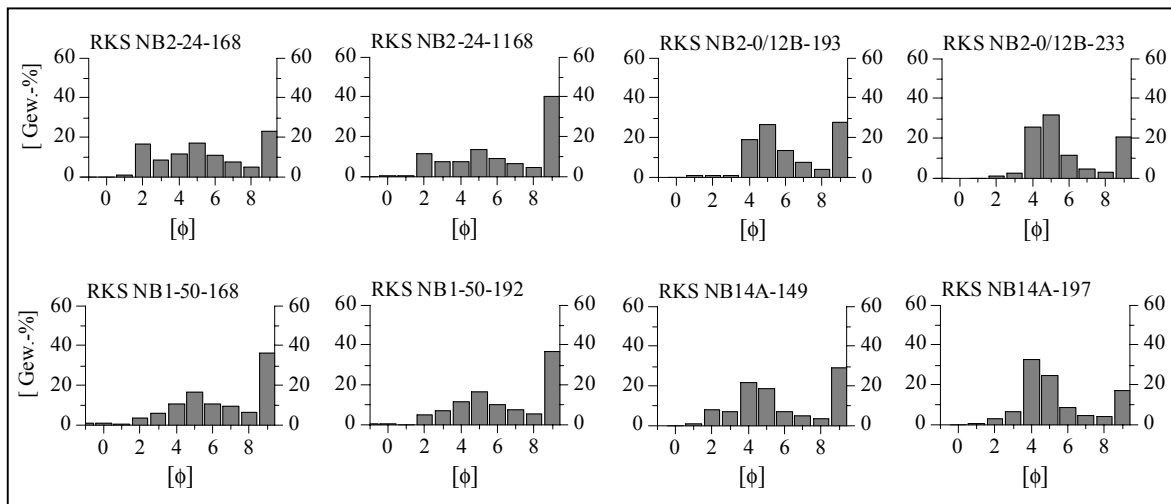 RKS NB2-24-168
RKS NB2-24-1168
RKS NB2-0/12B-193
RKS NB2-0/12B-233
[ Gew.-%]
60 60 60 60 60 60 60 60
40 40 40 40 40 40 40 40
20 20 20 20 20 20 20 20
0 0 0 0 0 0 0 0
0 2 4 6 8 0 2 4 6 8 0 2 4 6 8 0 2 4 6 8
[ϕ] [ϕ] [ϕ] [ϕ]
RKS NB1-50-168
RKS NB1-50-192
RKS NB14A-149
RKS NB14A-197
[ Gew.-%]
60 60 60 60 60 60 60 60
40 40 40 40 40 40 40 40
20 20 20 20 20 20 20 20
0 0 0 0 0 0 0 0
0 2 4 6 8 0 2 4 6 8 0 2 4 6 8 0 2 4 6 8
[ϕ] [ϕ] [ϕ] [ϕ]